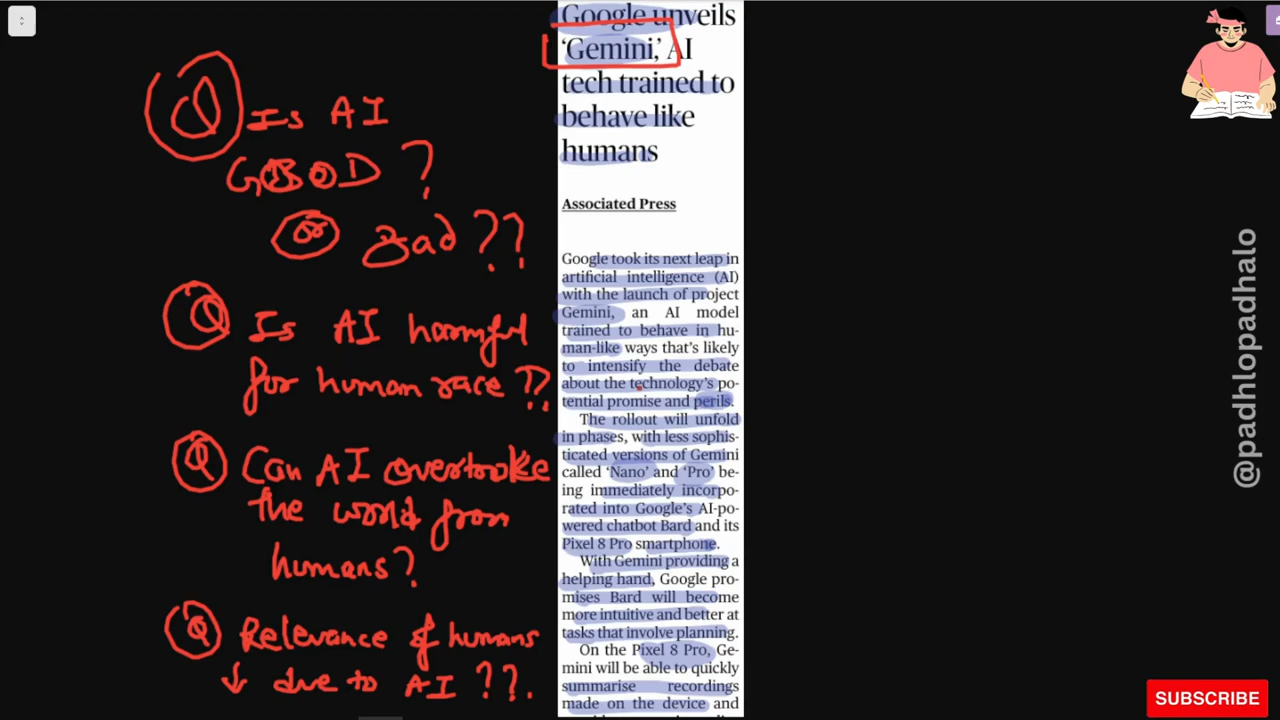 Is AI
GOOD ?
Bad ??
Q Is AI harmful
for human race ??
Q Can AI overtake
the world from
humans?
Q Relevance of humans
↓ due to AI ??.
Google unveils
‘Gemini,’ AI
tech trained to
behave like
humans
Associated Press
Google took its next leap in
artificial intelligence (AI)
with the launch of project
Gemini, an AI model
trained to behave in hu-
man-like ways that’s likely
to intensify the debate
about the technology’s po-
tential promise and perils.
The rollout will unfold
in phases, with less sophis-
ticated versions of Gemini
called ‘Nano’ and ‘Pro’ be-
ing immediately incorpo-
rated into Google’s AI-po-
wered chatbot Bard and its
Pixel 8 Pro smartphone.
With Gemini providing a
helping hand, Google pro-
mises Bard will become
more intuitive and better at
tasks that involve planning.
On the Pixel 8 Pro, Ge-
mini will be able to quickly
summarise recordings
made on the device and
@padhlopadhalo
SUBSCRIBE